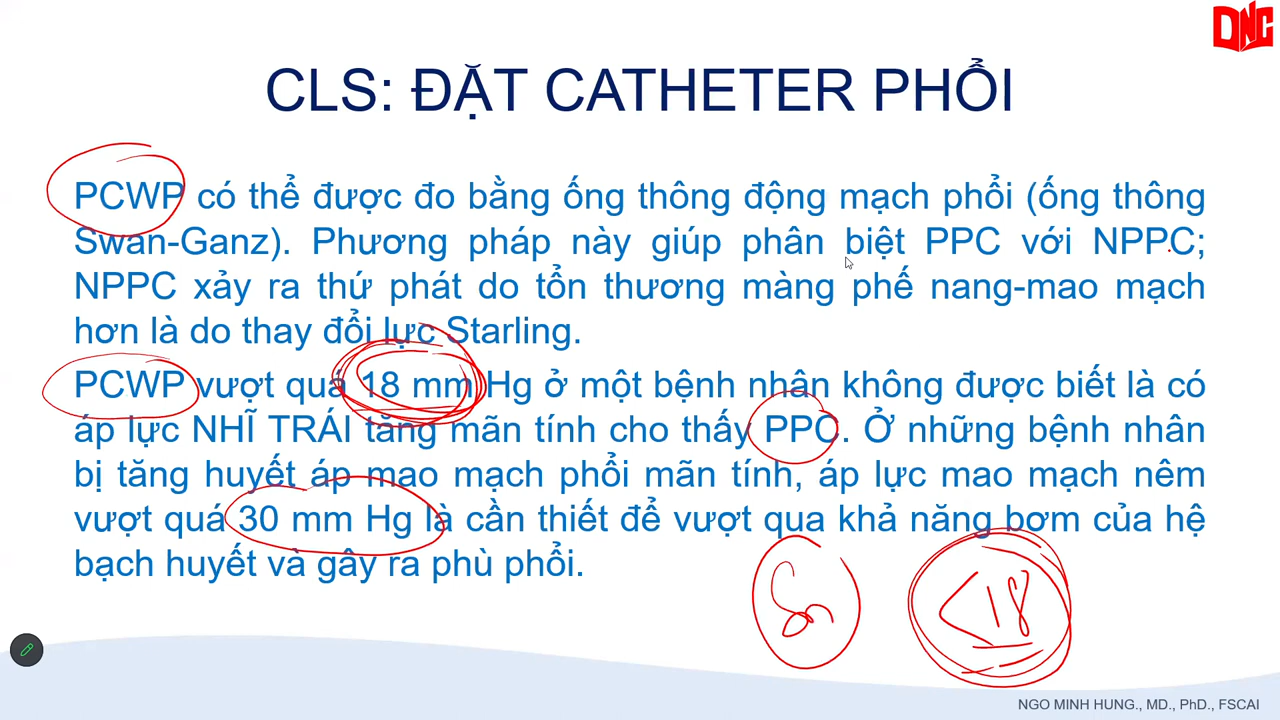 DNC
CLS: ĐẶT CATHETER PHỔI
PCWP có thể được đo bằng ống thông động mạch phổi (ống thông
Swan-Ganz). Phương pháp này giúp phân biệt PPC với NPPC;
NPPC xảy ra thứ phát do tổn thương màng phế nang-mao mạch
hơn là do thay đổi lực Starling.
PCWP vượt quá 18 mm Hg ở một bệnh nhân không được biết là có
áp lực NHĨ TRÁI tăng mãn tính cho thấy PPC. Ở những bệnh nhân
bị tăng huyết áp mao mạch phổi mãn tính, áp lực mao mạch nêm
vượt quá 30 mm Hg là cần thiết để vượt qua khả năng bơm của hệ
bạch huyết và gây ra phù phổi.
<18
NGO MINH HUNG., MD., PhD., FSCAI